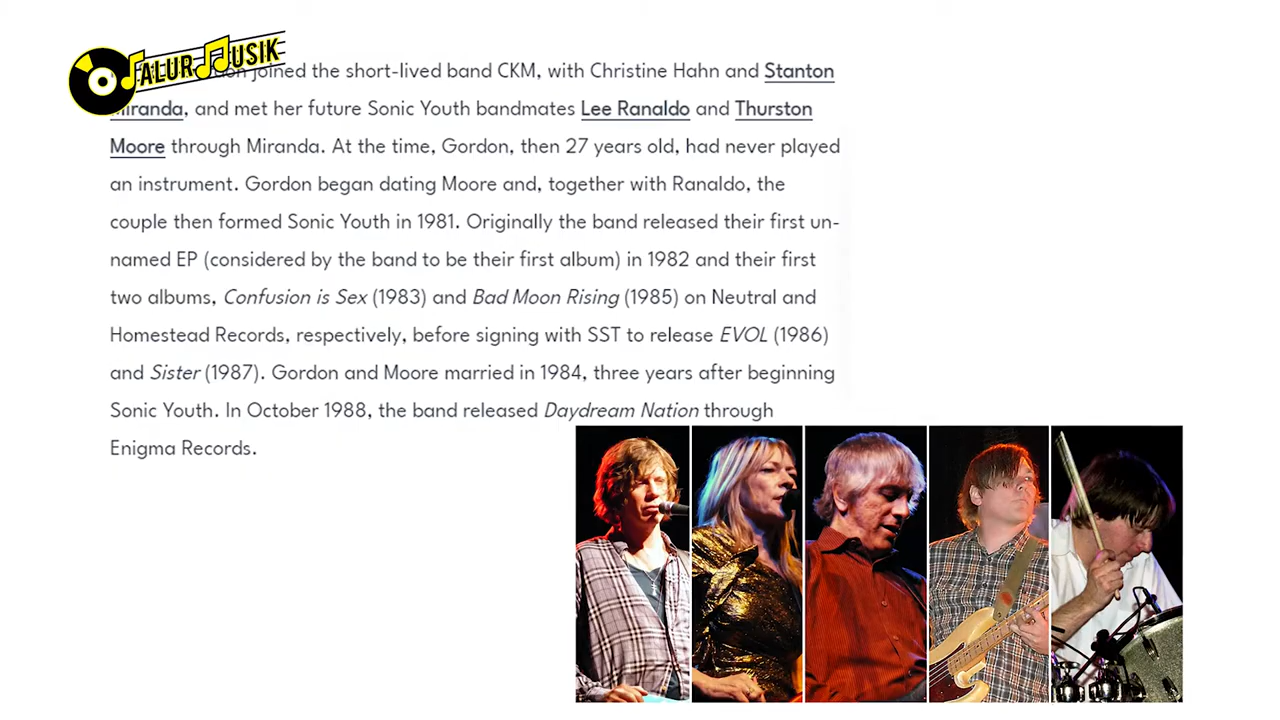 ALUR MUSIK
joined the short-lived band CKM, with Christine Hahn and Stanton
Miranda, and met her future Sonic Youth bandmates Lee Ranaldo and Thurston
Moore through Miranda. At the time, Gordon, then 27 years old, had never played
an instrument. Gordon began dating Moore and, together with Ranaldo, the
couple then formed Sonic Youth in 1981. Originally the band released their first un-
named EP (considered by the band to be their first album) in 1982 and their first
two albums, Confusion is Sex (1983) and Bad Moon Rising (1985) on Neutral and
Homestead Records, respectively, before signing with SST to release EVOL (1986)
and Sister (1987). Gordon and Moore married in 1984, three years after beginning
Sonic Youth. In October 1988, the band released Daydream Nation through
Enigma Records.